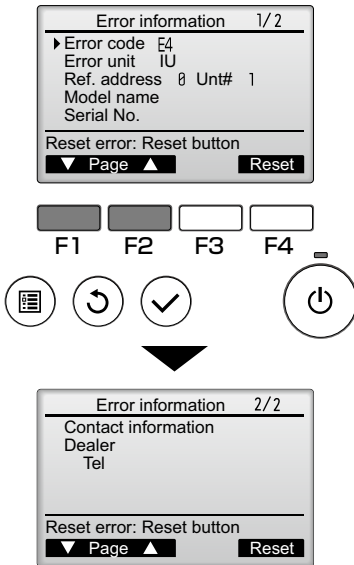 Error information 1/2
Error code E4
Error unit IU
Ref. address 0 Unt# 1
Model name
Serial No.
Reset error: Reset button
▼ Page ▲ Reset
F1 F2 F3 F4
Error information 2/2
Contact information
Dealer
Tel
Reset error: Reset button
▼ Page ▲ Reset